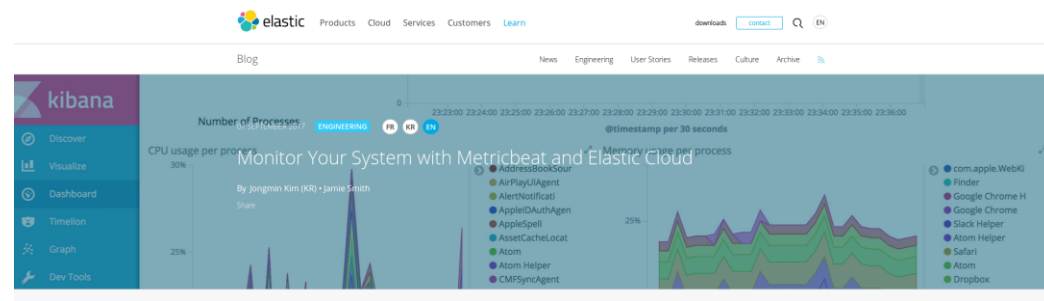 elastic Products Cloud Services Customers Learn downloads contact EN
Blog News Engineering User Stories Releases Culture Archive
kibana
Discover
Visualize
Dashboard
Timelion
Graph
Dev Tools
0
23:23:00 23:24:00 23:25:00 23:26:00 23:27:00 23:28:00 23:29:00 23:30:00 23:31:00 23:32:00 23:33:00 23:34:00 23:35:00 23:36:00
@timestamp per 30 seconds
Number of Processes
07 SEPTEMBER 2017 ENGINEERING FR KR EN
Monitor Your System with Metricbeat and Elastic Cloud
By Jongmin Kim (KR) • Jamie Smith
Share
CPU usage per process
30%
25%
AddressBookSour
AirPlayUIAgent
AlertNotificati
AppleIDAuthAgen
AppleSpell
AssetCacheLocat
Atom
Atom Helper
CMFSyncAgent
Memory usage per process
25%
com.apple.WebKi
Finder
Google Chrome H
Google Chrome
Slack Helper
Atom Helper
Safari
Atom
Dropbox